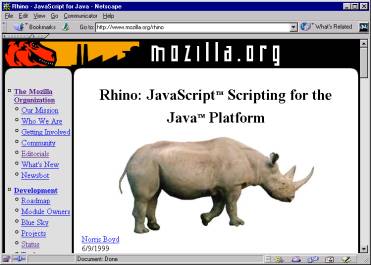 Rhino - JavaScript for Java - Netscape
File Edit View Go Communicator Help
Bookmarks Go to: http://www.mozilla.org/rhino What's Related
mozilla.org
The Mozilla
Organization
Our Mission
Who We Are
Getting Involved
Community
Editorials
What's New
Newsbot
Development
Roadmap
Module Owners
Blue Sky
Projects
Status
Rhino: JavaScript™ Scripting for the
Java™ Platform
Norris Boyd
6/9/1999
Document: Done